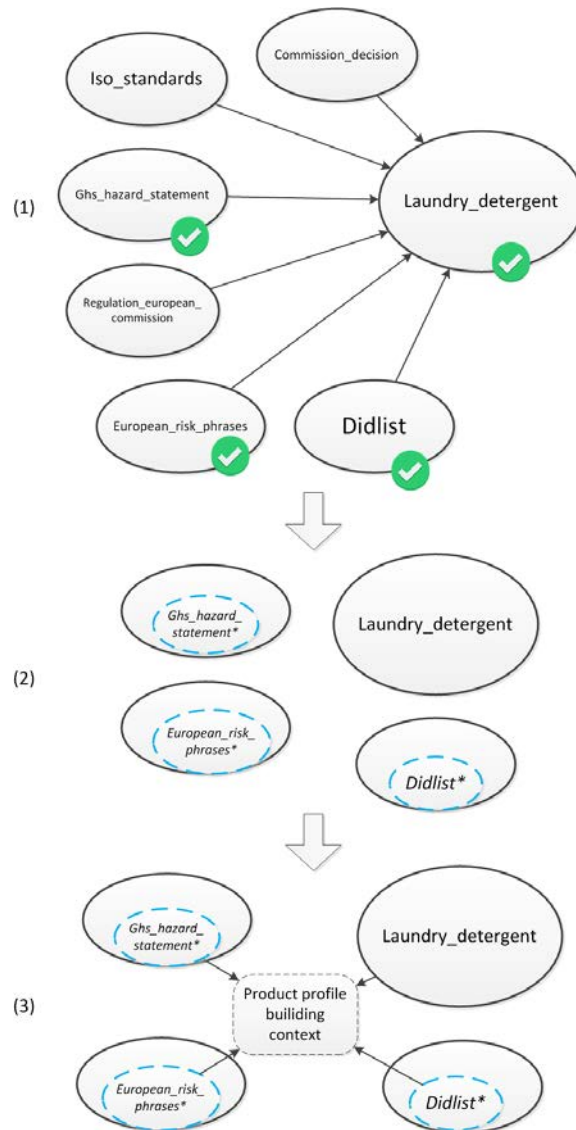 Commission_decision
Iso_standards
(1)
Ghs_hazard_statement
Laundry_detergent
Regulation_european_
commission
European_risk_phrases
Didlist
(2)
Ghs_hazard_
statement*
Laundry_detergent
European_risk_
phrases*
Didlist*
(3)
Ghs_hazard_
statement*
Laundry_detergent
Product profile
builiding
context
European_risk_
phrases*
Didlist*